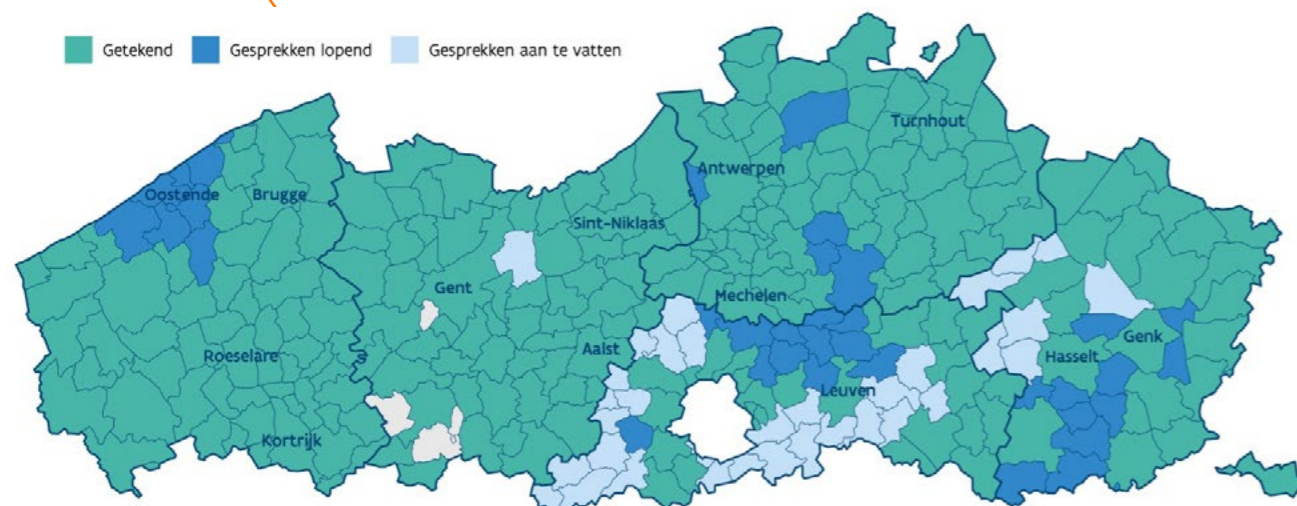 Getekend
Gesprekken lopend
Gesprekken aan te vatten
Turnhout
Antwerpen
Oostende
Brugge
Sint-Niklaas
Gent
Mechelen
Genk
Aalst
Roeselare
Hasselt
Leuven
Kortrijk